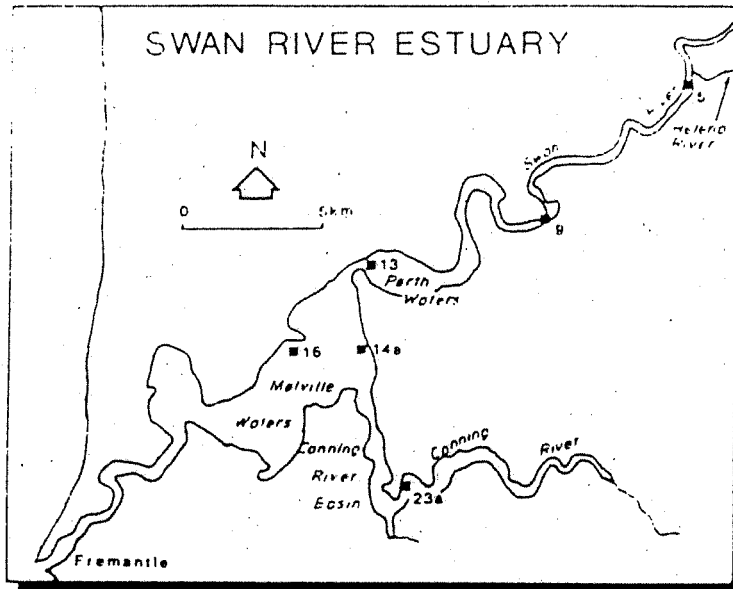 SWAN RIVER ESTUARY
5
Helena
River
Swan
N
0 5km
9
13
Perth
Waters
16
14a
Melville
Waters
Canning
River
Basin
Canning
River
23a
Fremantle